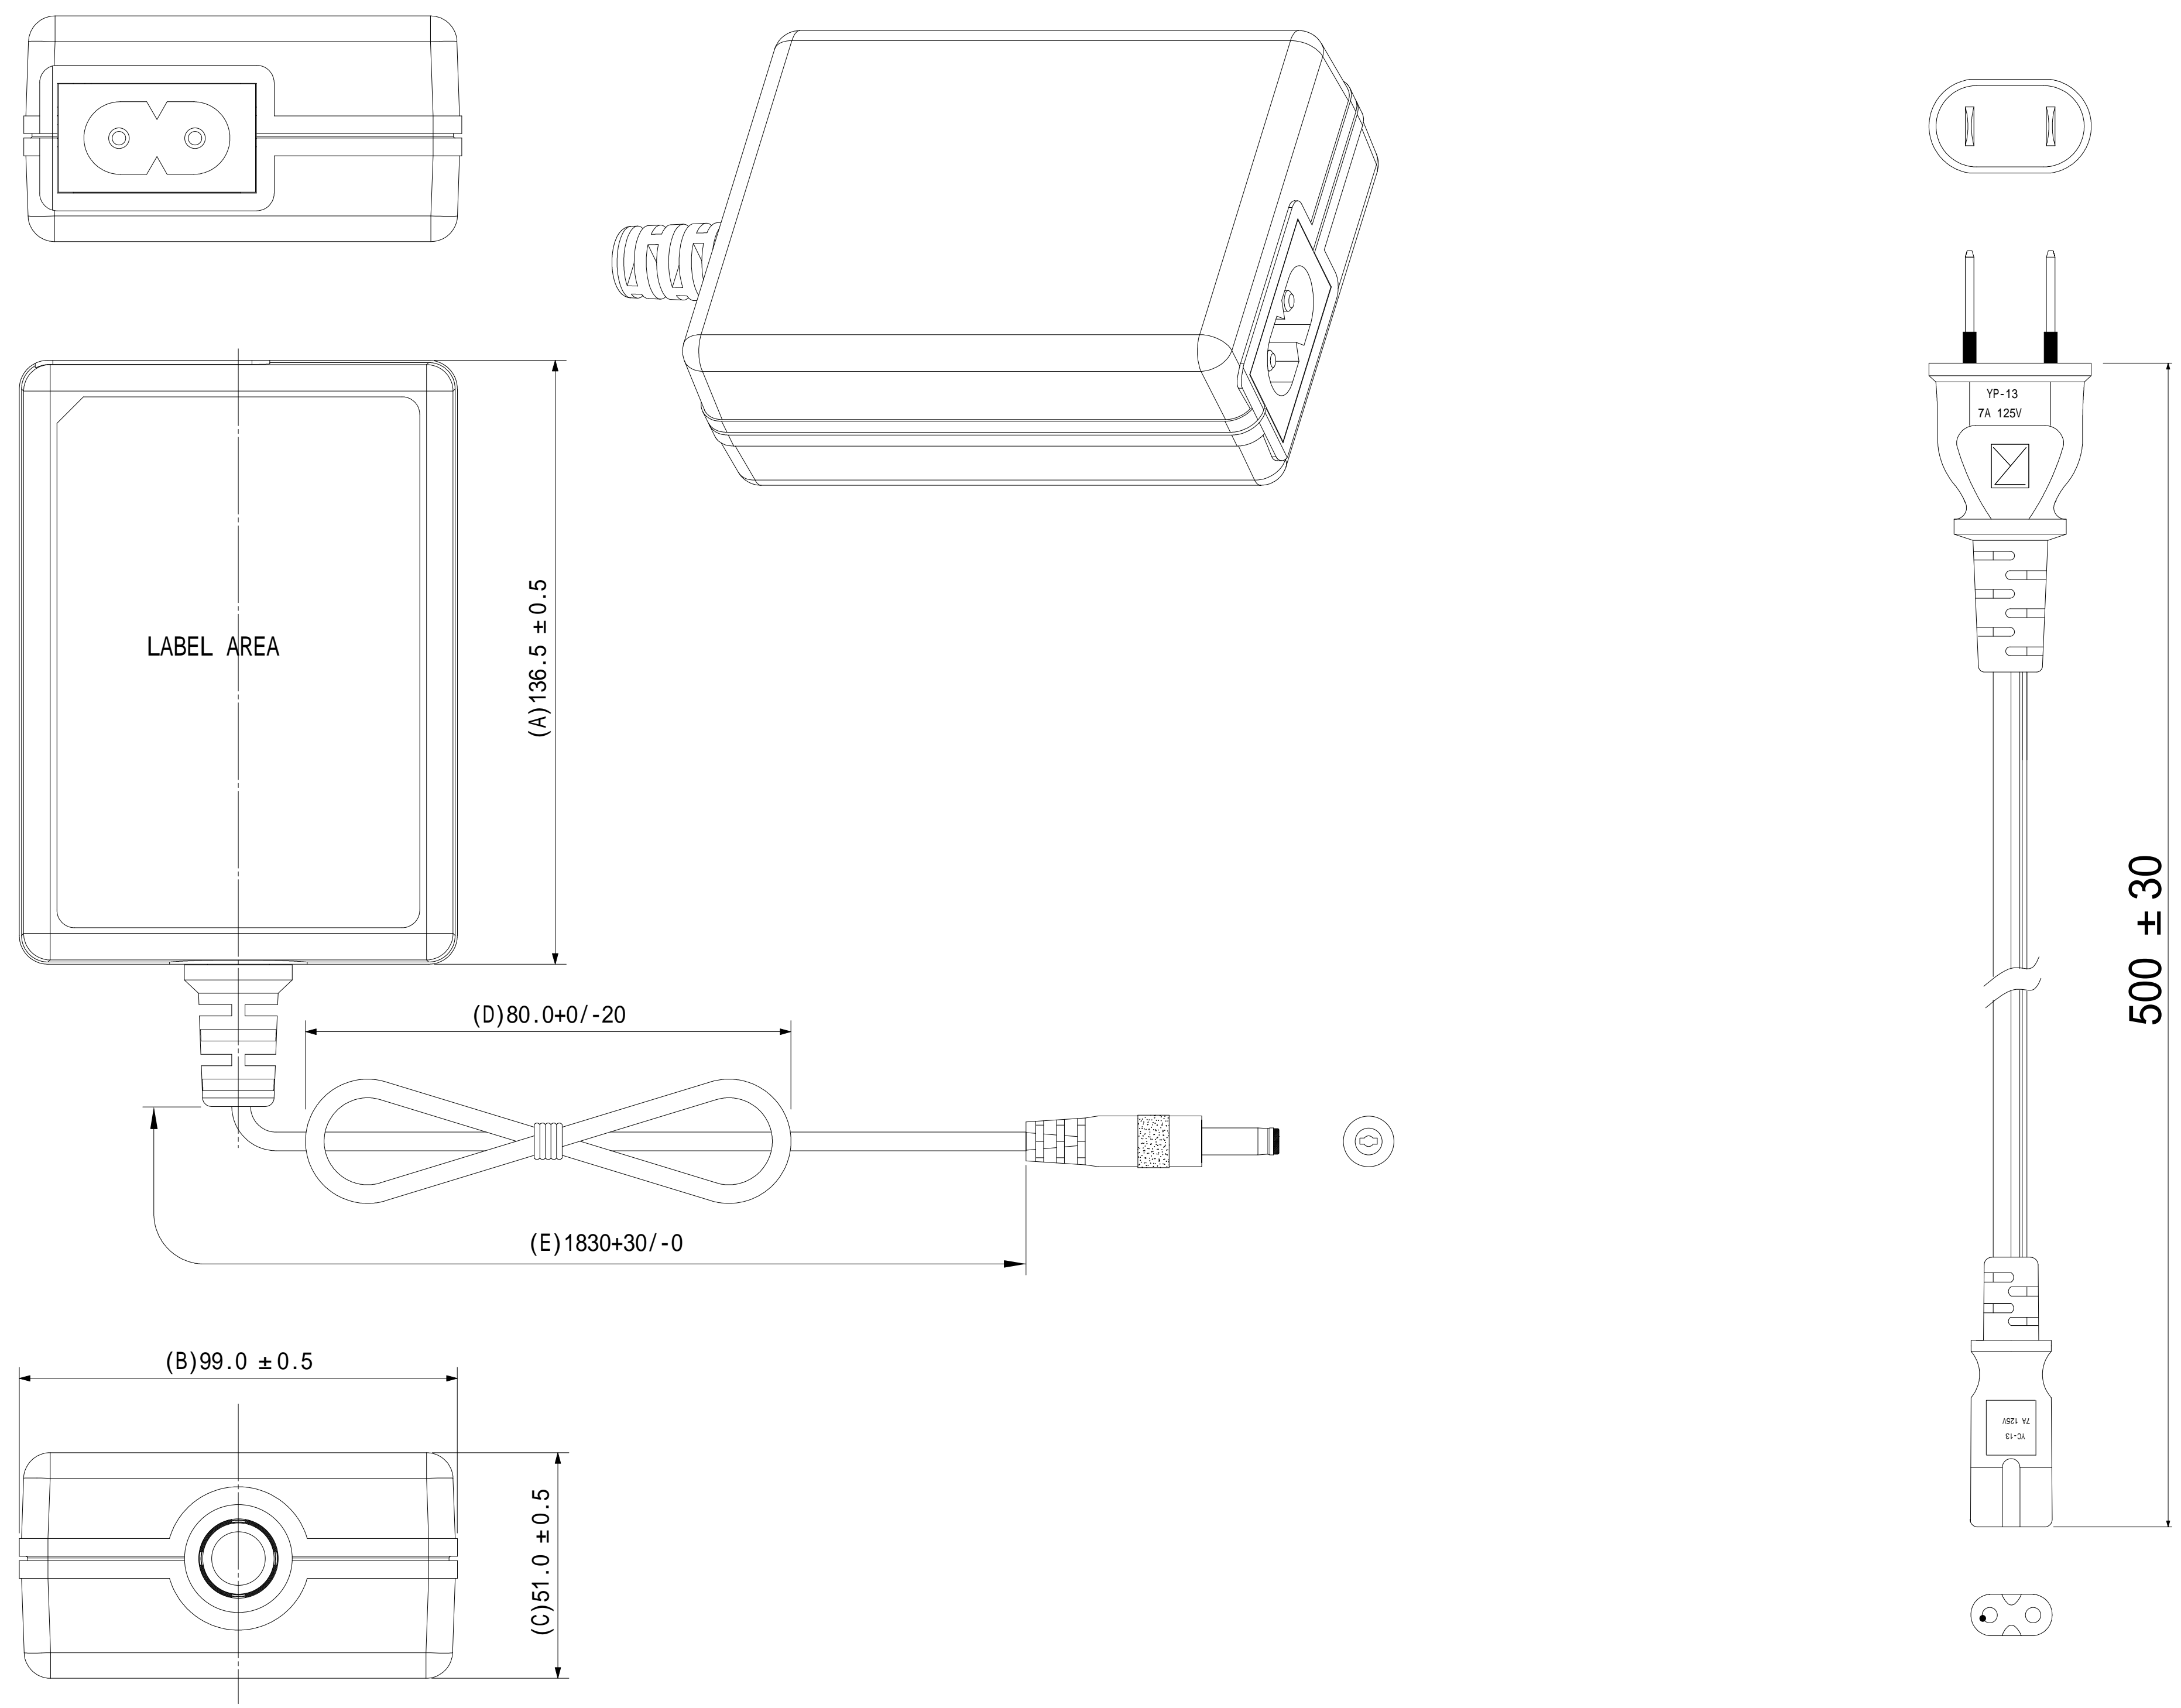 YP-13
7A 125V
LABEL AREA
(A)136.5 ±0.5
500 ±30
(D)80.0+0/-20
(E)1830+30/-0
(B)99.0 ±0.5
(C)51.0 ±0.5
7A 125V
YC-13